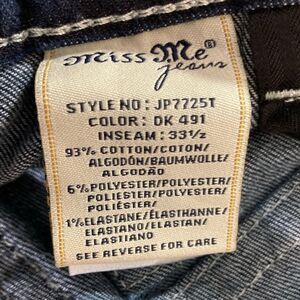 Miss Me®
jeans
STYLE NO: JP7225T
COLOR: DK 491
INSEAM: 33½
93% COTTON/COTON/
ALGODÓN/BAUMWOLLE/
ALGODÃO
6% POLYESTER/POLYESTER/
POLIÉSTER/POLYESTER/
POLIÉSTER/
1% ELASTANE/ÉLASTHANNE/
ELASTANO/ELASTAN/
ELASTIANO
SEE REVERSE FOR CARE